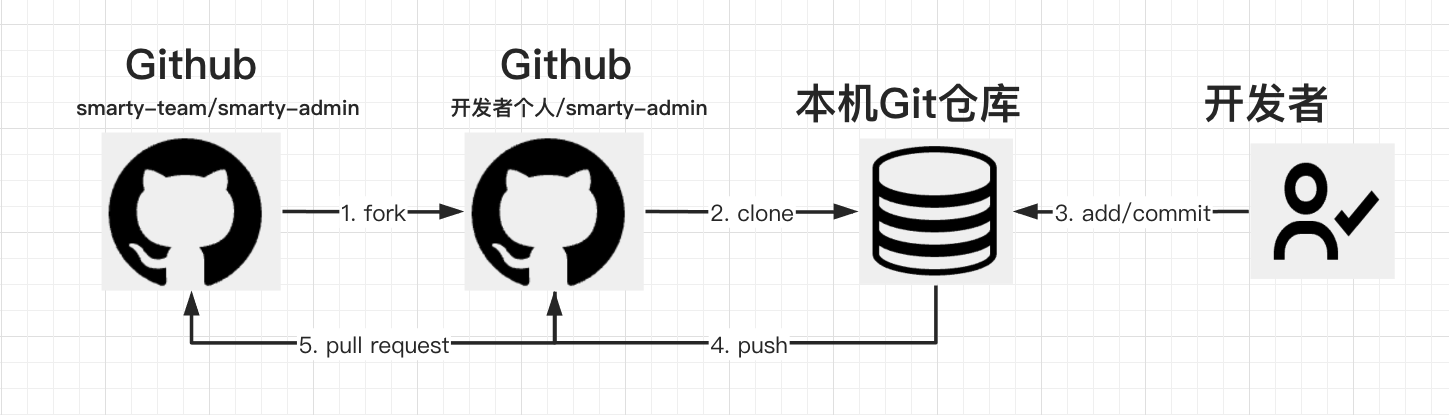 Github
smarty-team/smarty-admin
Github
开发者个人/smarty-admin
本机Git仓库
开发者
1. fork
2. clone
3. add/commit
5. pull request
4. push